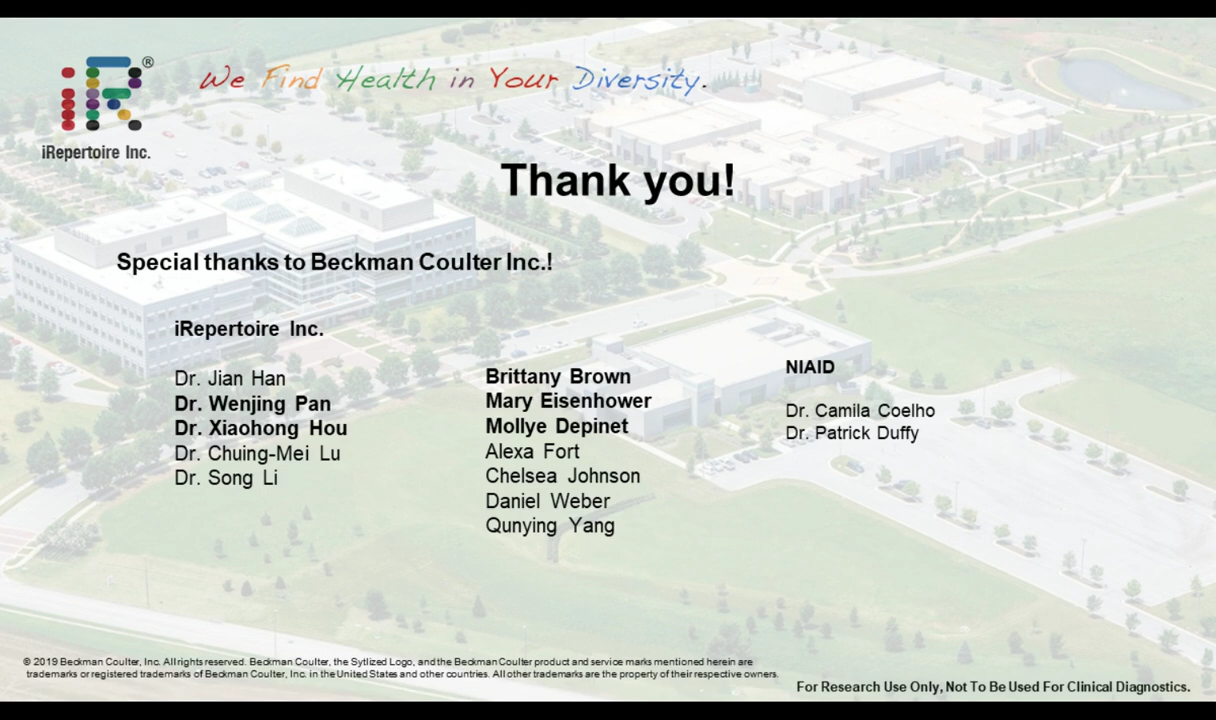 iR®
We Find Health in Your Diversity.
iRepertoire Inc.
Thank you!
Special thanks to Beckman Coulter Inc.!
iRepertoire Inc.
Dr. Jian Han
Dr. Wenjing Pan
Dr. Xiaohong Hou
Dr. Chuing-Mei Lu
Dr. Song Li
Brittany Brown
Mary Eisenhower
Mollye Depinet
Alexa Fort
Chelsea Johnson
Daniel Weber
Qunying Yang
NIAID
Dr. Camila Coelho
Dr. Patrick Duffy
© 2019 Beckman Coulter, Inc. All rights reserved. Beckman Coulter, the Sytlized Logo, and the Beckman Coulter product and service marks mentioned herein are
trademarks or registered trademarks of Beckman Coulter, Inc. in the United States and other countries. All other trademarks are the property of their respective owners.
For Research Use Only, Not To Be Used For Clinical Diagnostics.